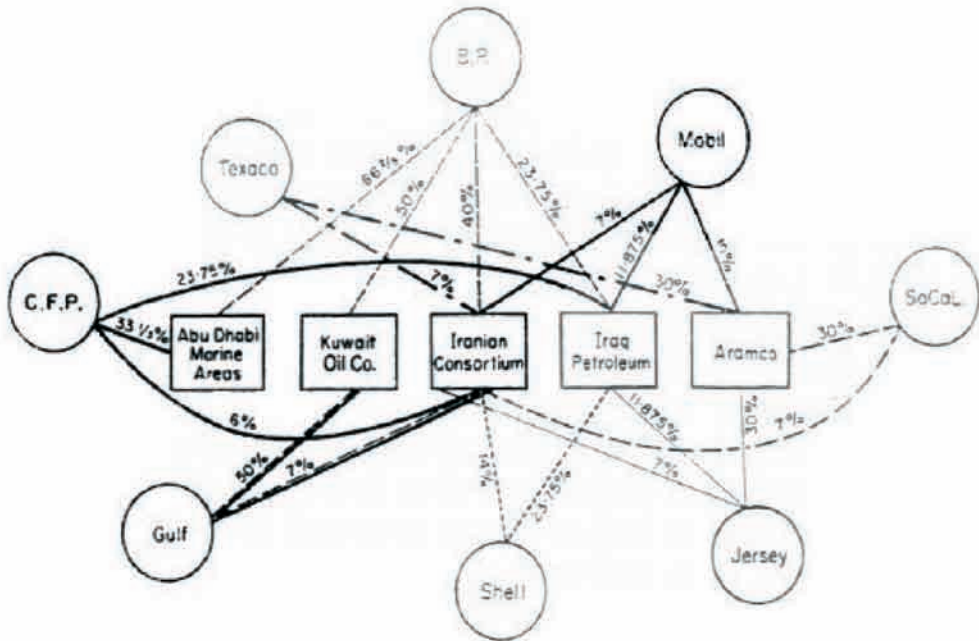 B.P.
Mobil
Texaco
66 2/3 %
50%
40%
23·75%
7%
11·875%
C.F.P.
23·75%
7%
30%
SoCaL
33 1/3%
Abu Dhabi
Marine
Areas
Kuwait
Oil Co.
Iranian
Consortium
Iraq
Petroleum
Aramco
30%
6%
50%
7%
14%
23·75%
11·875%
7%
30%
7%
Gulf
Shell
Jersey